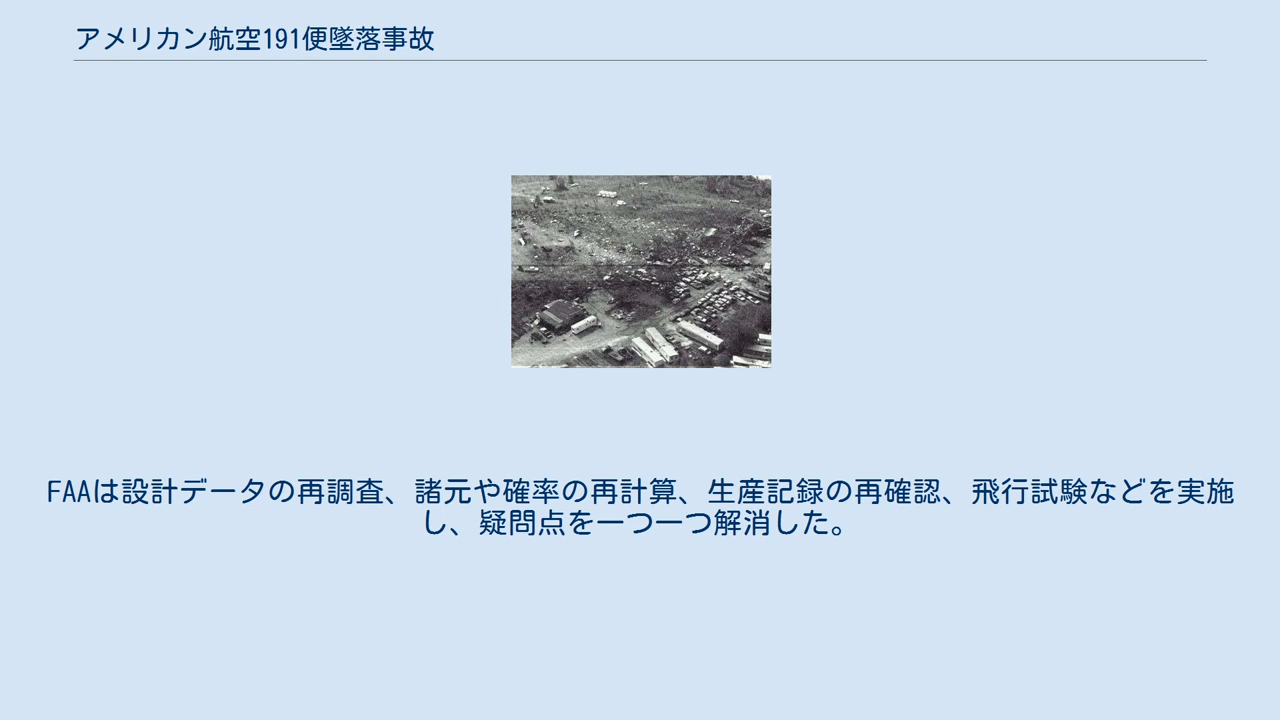 アメリカン航空191便墜落事故
FAAは設計データの再調査、諸元や確率の再計算、生産記録の再確認、飛行試験などを実施
し、疑問点を一つ一つ解消した。